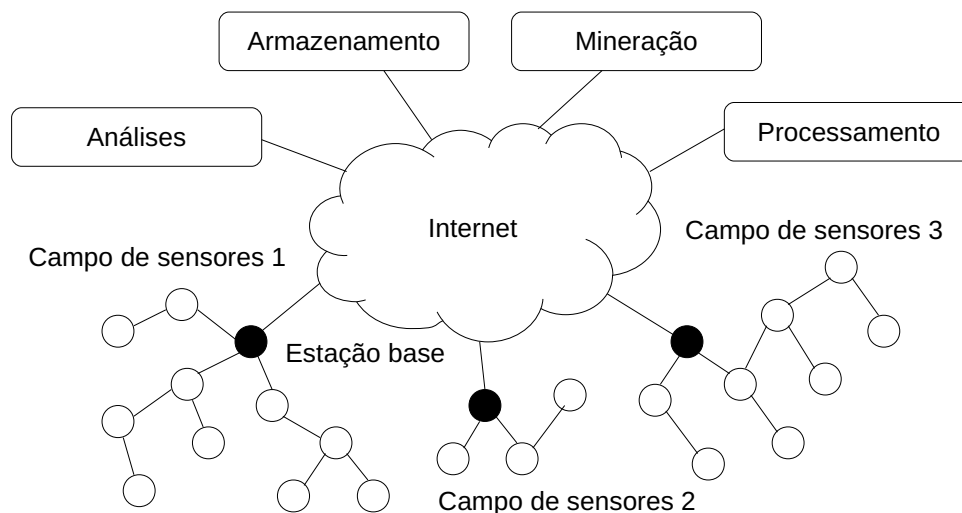 Armazenamento
Mineração
Análises
Processamento
Internet
Campo de sensores 3
Campo de sensores 1
Estação base
Campo de sensores 2